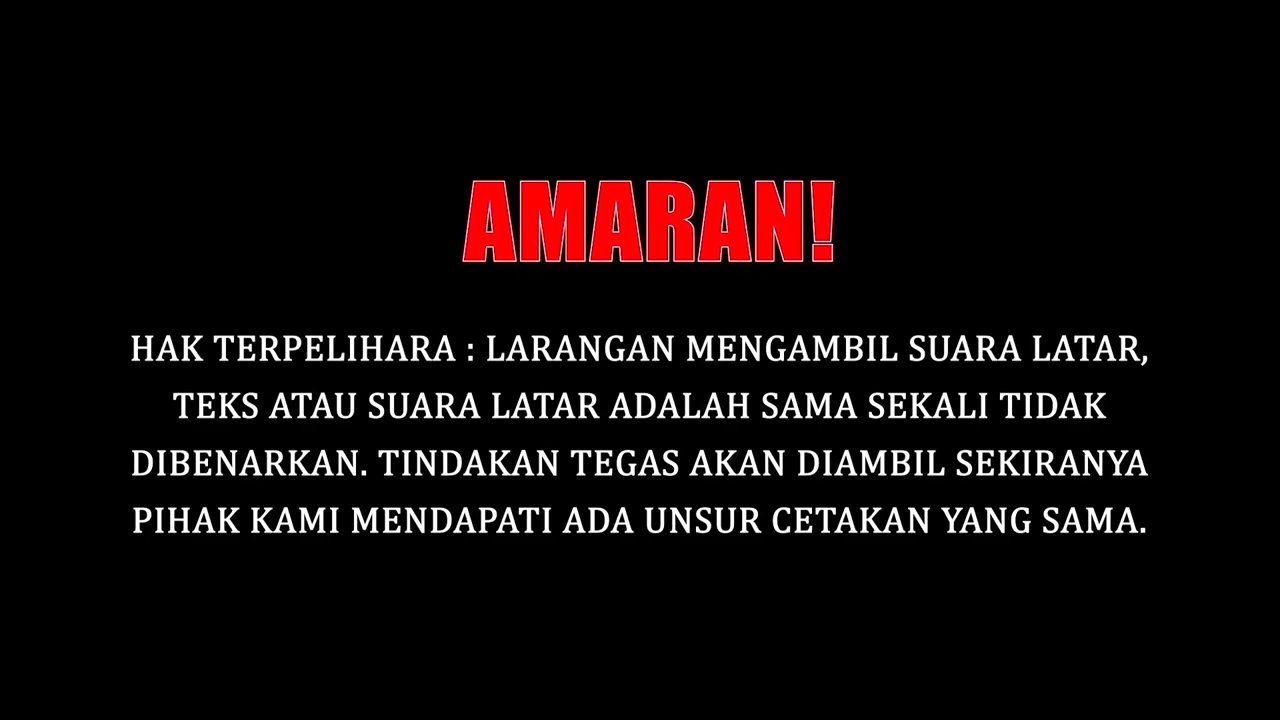 AMARAN!
HAK TERPELIHARA : LARANGAN MENGAMBIL SUARA LATAR,
TEKS ATAU SUARA LATAR ADALAH SAMA SEKALI TIDAK
DIBENARKAN. TINDAKAN TEGAS AKAN DIAMBIL SEKIRANYA
PIHAK KAMI MENDAPATI ADA UNSUR CETAKAN YANG SAMA.